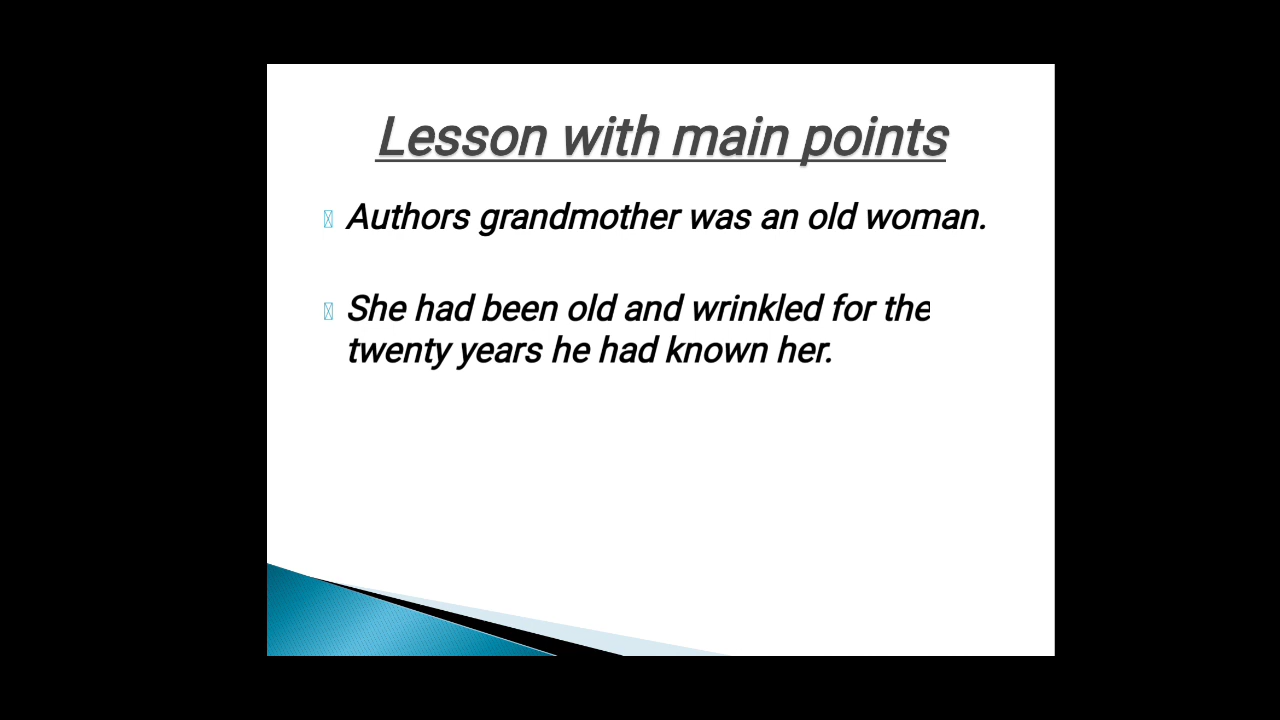 Lesson with main points
Authors grandmother was an old woman.
She had been old and wrinkled for the
twenty years he had known her.